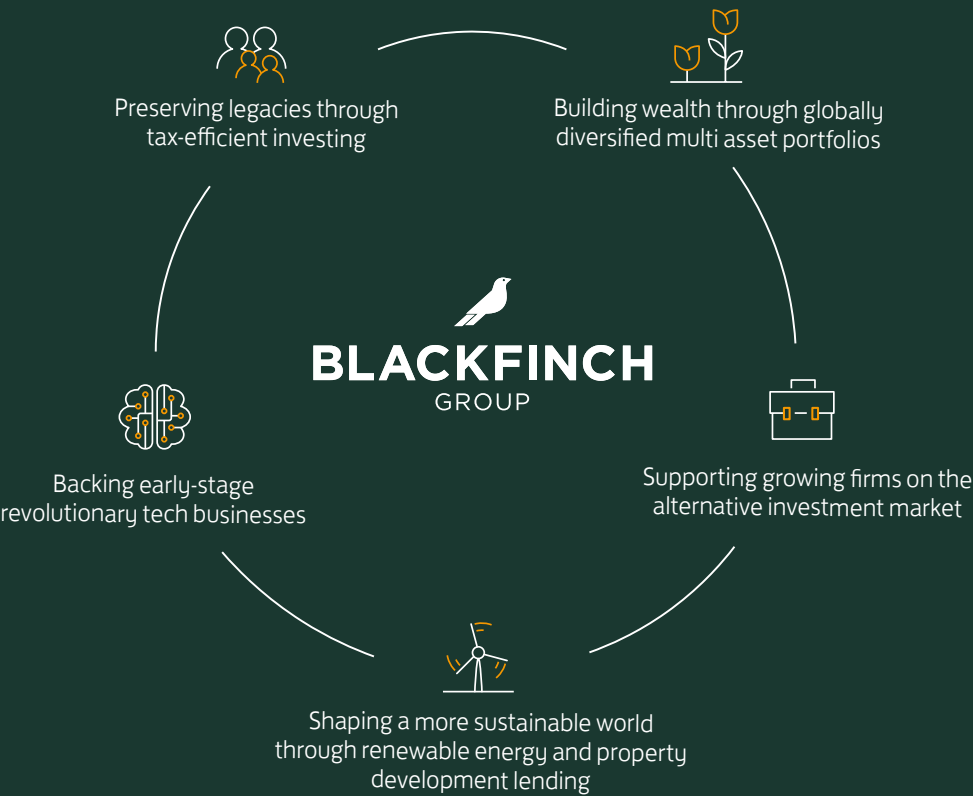 Preserving legacies through
tax-efficient investing
Building wealth through globally
diversified multi asset portfolios
BLACKFINCH
GROUP
Backing early-stage
revolutionary tech businesses
Supporting growing firms on the
alternative investment market
Shaping a more sustainable world
through renewable energy and property
development lending